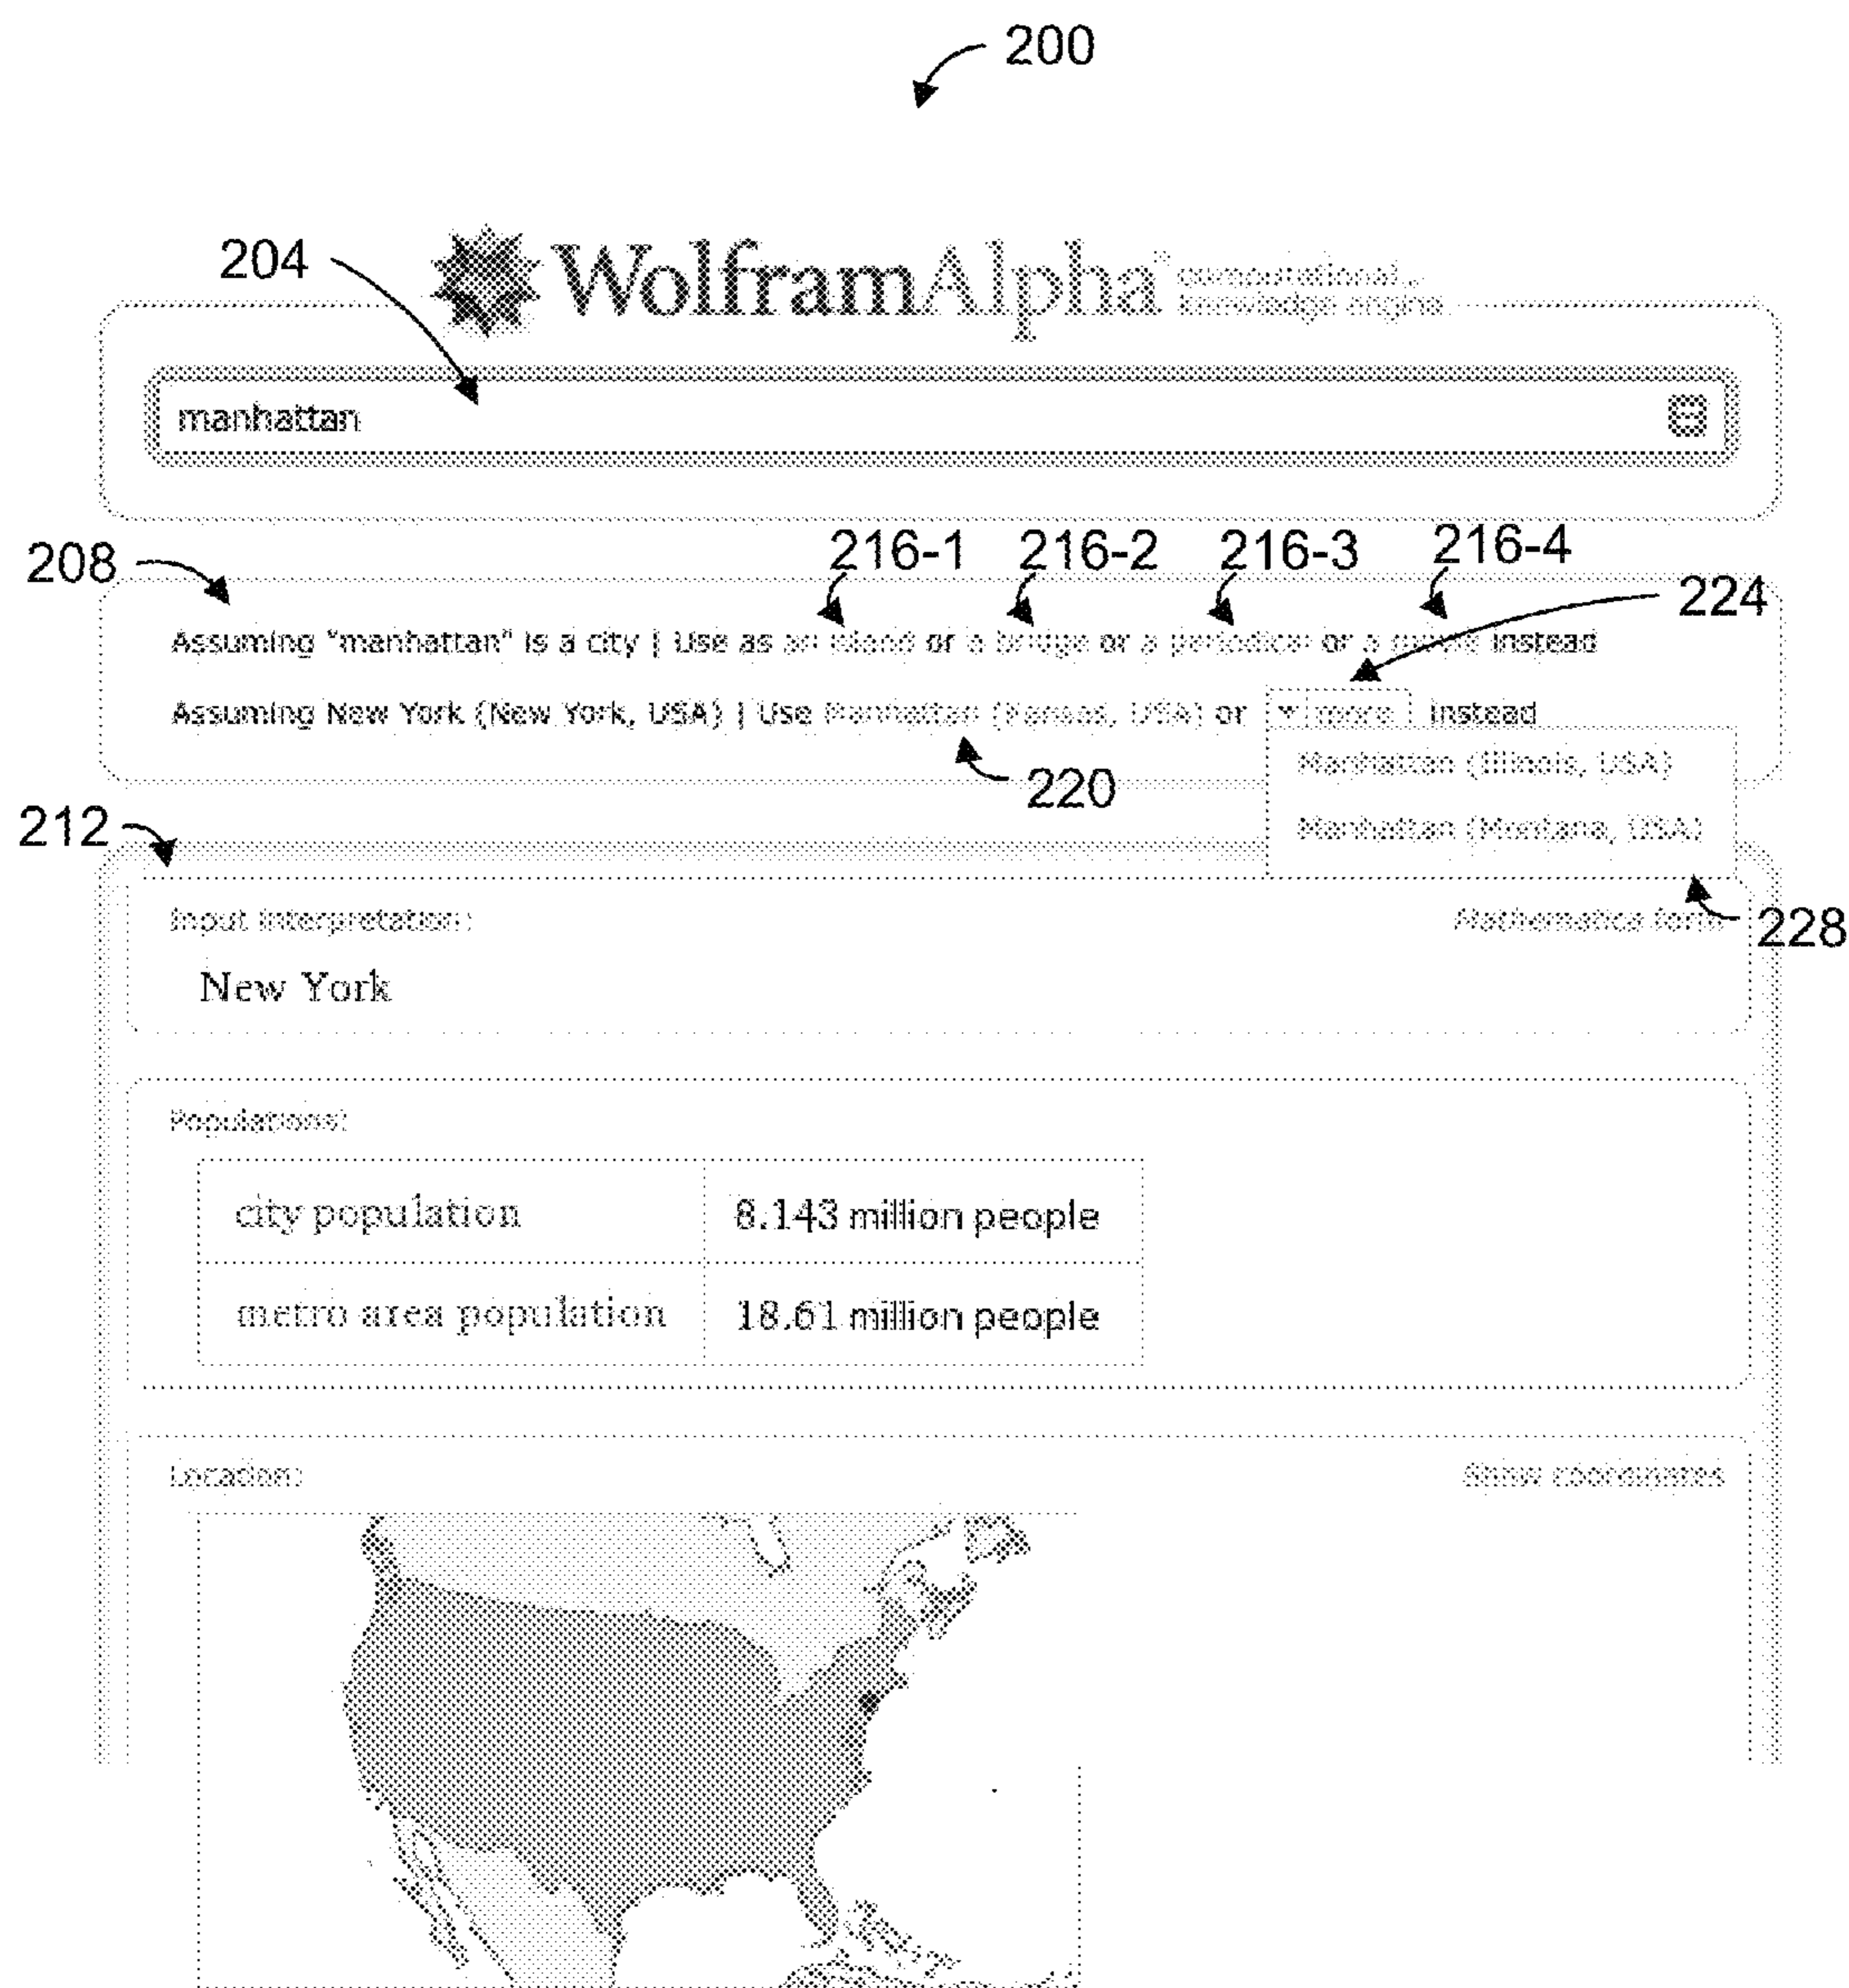 200
204
WolframAlpha computational knowledge engine
manhattan
216-1 216-2 216-3 216-4
208
224
Assuming "manhattan" is a city | Use as an island or a bridge or a periodical or a movie instead
Assuming New York (New York, USA) | Use Manhattan (Kansas, USA) or more instead
Manhattan (Illinois, USA)
220
212
Manhattan (Montana, USA)
Input interpretation: Mathematica form
228
New York
Populations:
city population 8.143 million people
metro area population 18.61 million people
Location: Show coordinates